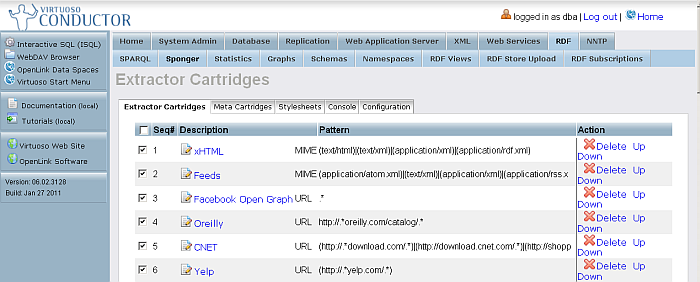 VIRTUOSO
CONDUCTOR
logged in as dba | Log out | Home
Interactive SQL (ISQL)
WebDAV Browser
OpenLink Data Spaces
Virtuoso Start Menu
Documentation (local)
Tutorials (local)
Virtuoso Web Site
OpenLink Software
Version: 06.02.3128
Build: Jan 27 2011
Home System Admin Database Replication Web Application Server XML Web Services RDF NNTP
SPARQL Sponger Statistics Graphs Schemas Namespaces RDF Views RDF Store Upload RDF Subscriptions
Extractor Cartridges
Extractor Cartridges Meta Cartridges Stylesheets Console Configuration
Seq# Description Pattern Action
1 xHTML MIME (text/html)|(text/xml)|(application/xml)|(application/rdf.xml) Delete Up
Down
2 Feeds MIME (application/atom.xml)|(text/xml)|(application/xml)|(application/rss.x Delete Up
Down
3 Facebook Open Graph URL .* Delete Up
Down
4 Oreilly URL http://.*oreilly.com/catalog/.* Delete Up
Down
5 CNET URL (http://.*download.com/.*)|(http://download.cnet.com/.*)|(http://shopp Delete Up
Down
6 Yelp URL (http://.*yelp.com/.*) Delete Up
Down